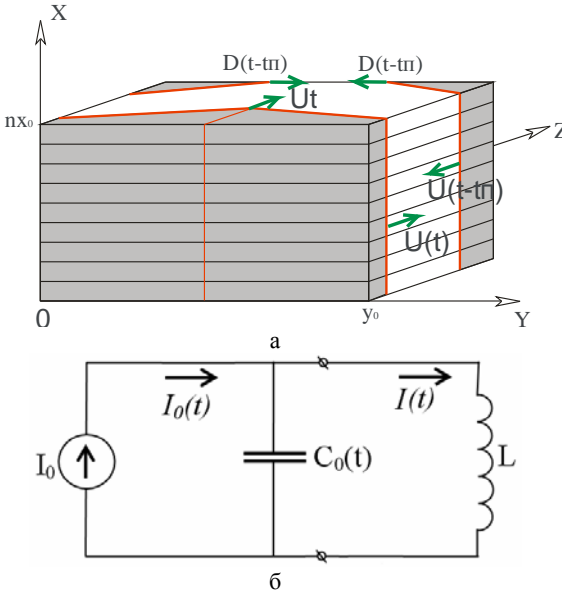 X
D(t-tп) D(t-tп)
Ut
nx₀
Z
U(t-tп)
U(t)
0 y₀ Y
а
I₀(t) I(t)
I₀ C₀(t) L
б